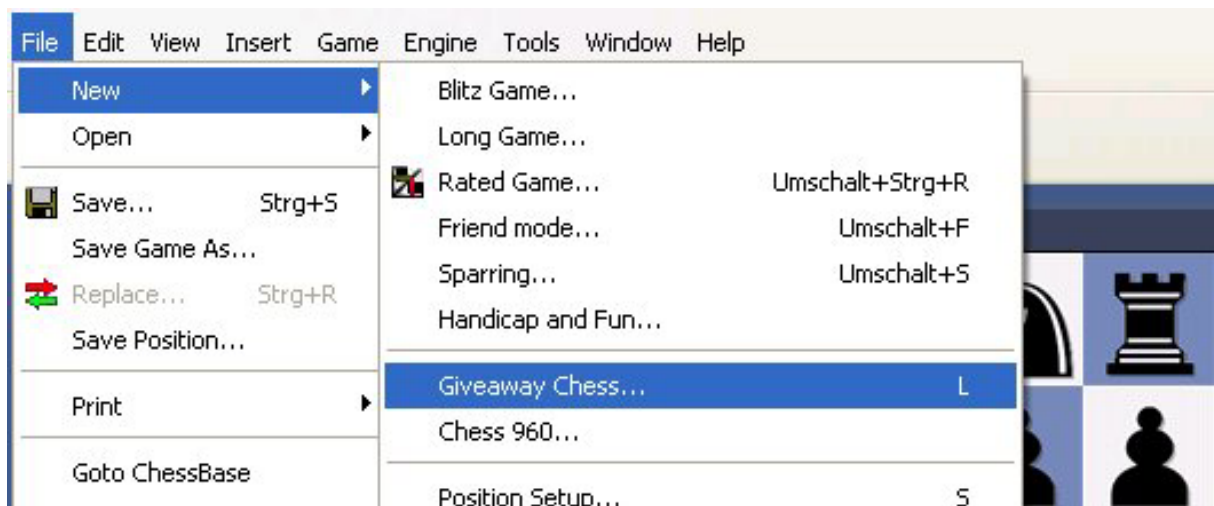 File Edit View Insert Game Engine Tools Window Help
New
Open
Save... Strg+S
Save Game As...
Replace... Strg+R
Save Position...
Print
Goto ChessBase
Blitz Game...
Long Game...
Rated Game... Umschalt+Strg+R
Friend mode... Umschalt+F
Sparring... Umschalt+S
Handicap and Fun...
Giveaway Chess... L
Chess 960...
Position Setup... S